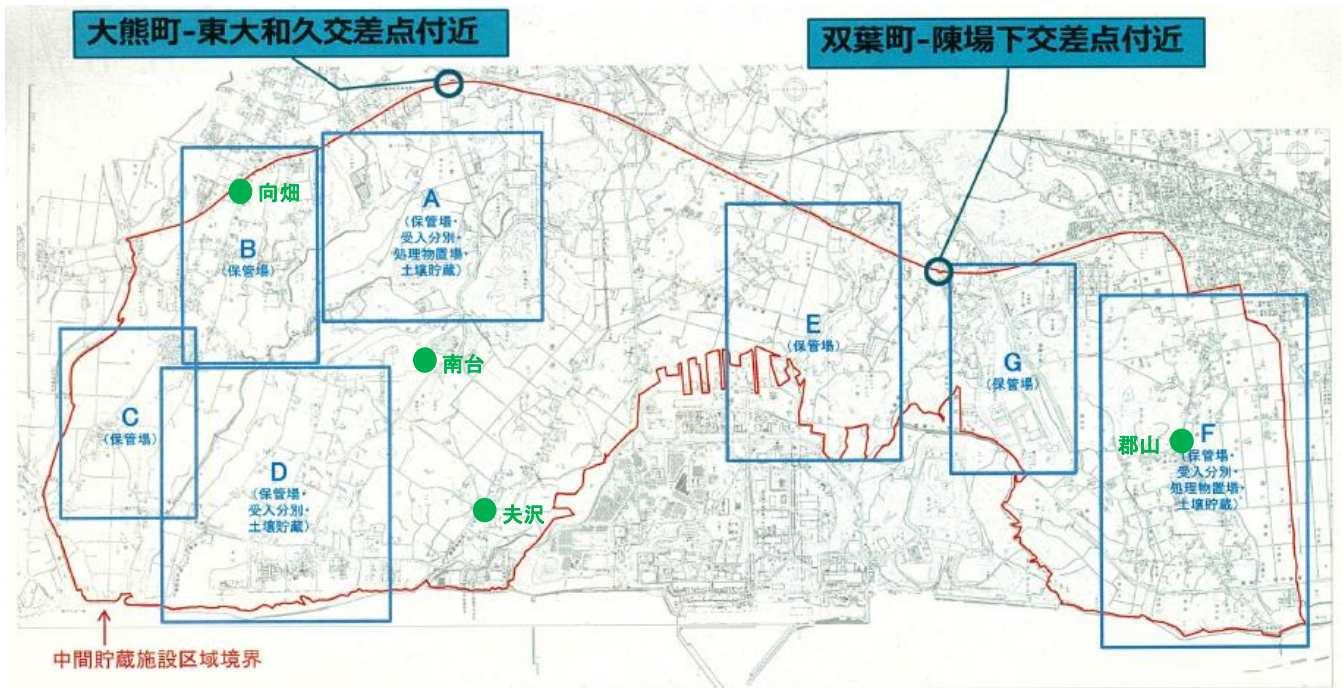 大熊町-東大和久交差点付近
双葉町-陳場下交差点付近
向畑
A
(保管場・
受入分別・
処理物置場・
土壌貯蔵)
B
(保管場)
E
(保管場)
南台
G
(保管場)
C
(保管場)
郡山
F
(保管場・
受入分別・
処理物置場・
土壌貯蔵)
D
(保管場・
受入分別・
土壌貯蔵)
夫沢
中間貯蔵施設区域境界